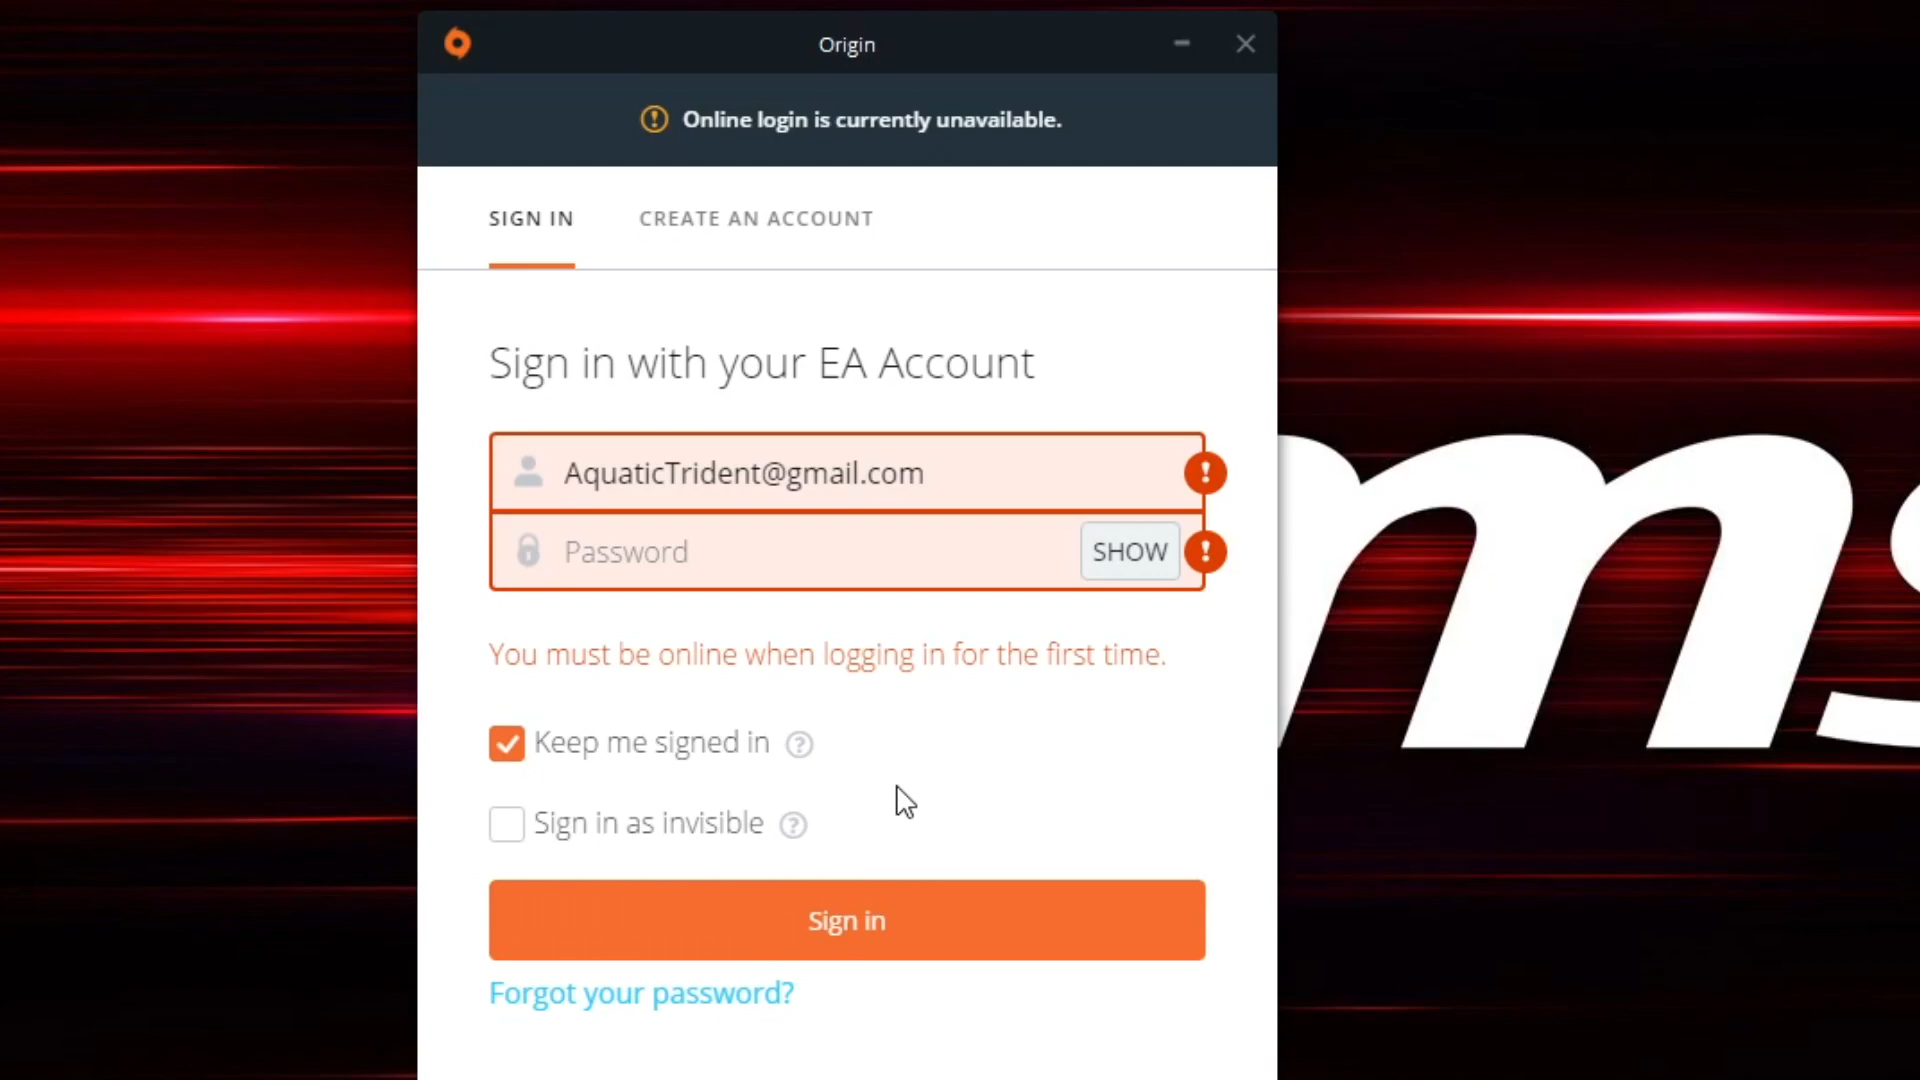 Origin
Online login is currently unavailable.
SIGN IN
CREATE AN ACCOUNT
Sign in with your EA Account
AquaticTrident@gmail.com
Password
SHOW
You must be online when logging in for the first time.
Keep me signed in
Sign in as invisible
Sign in
Forgot your password?
ms